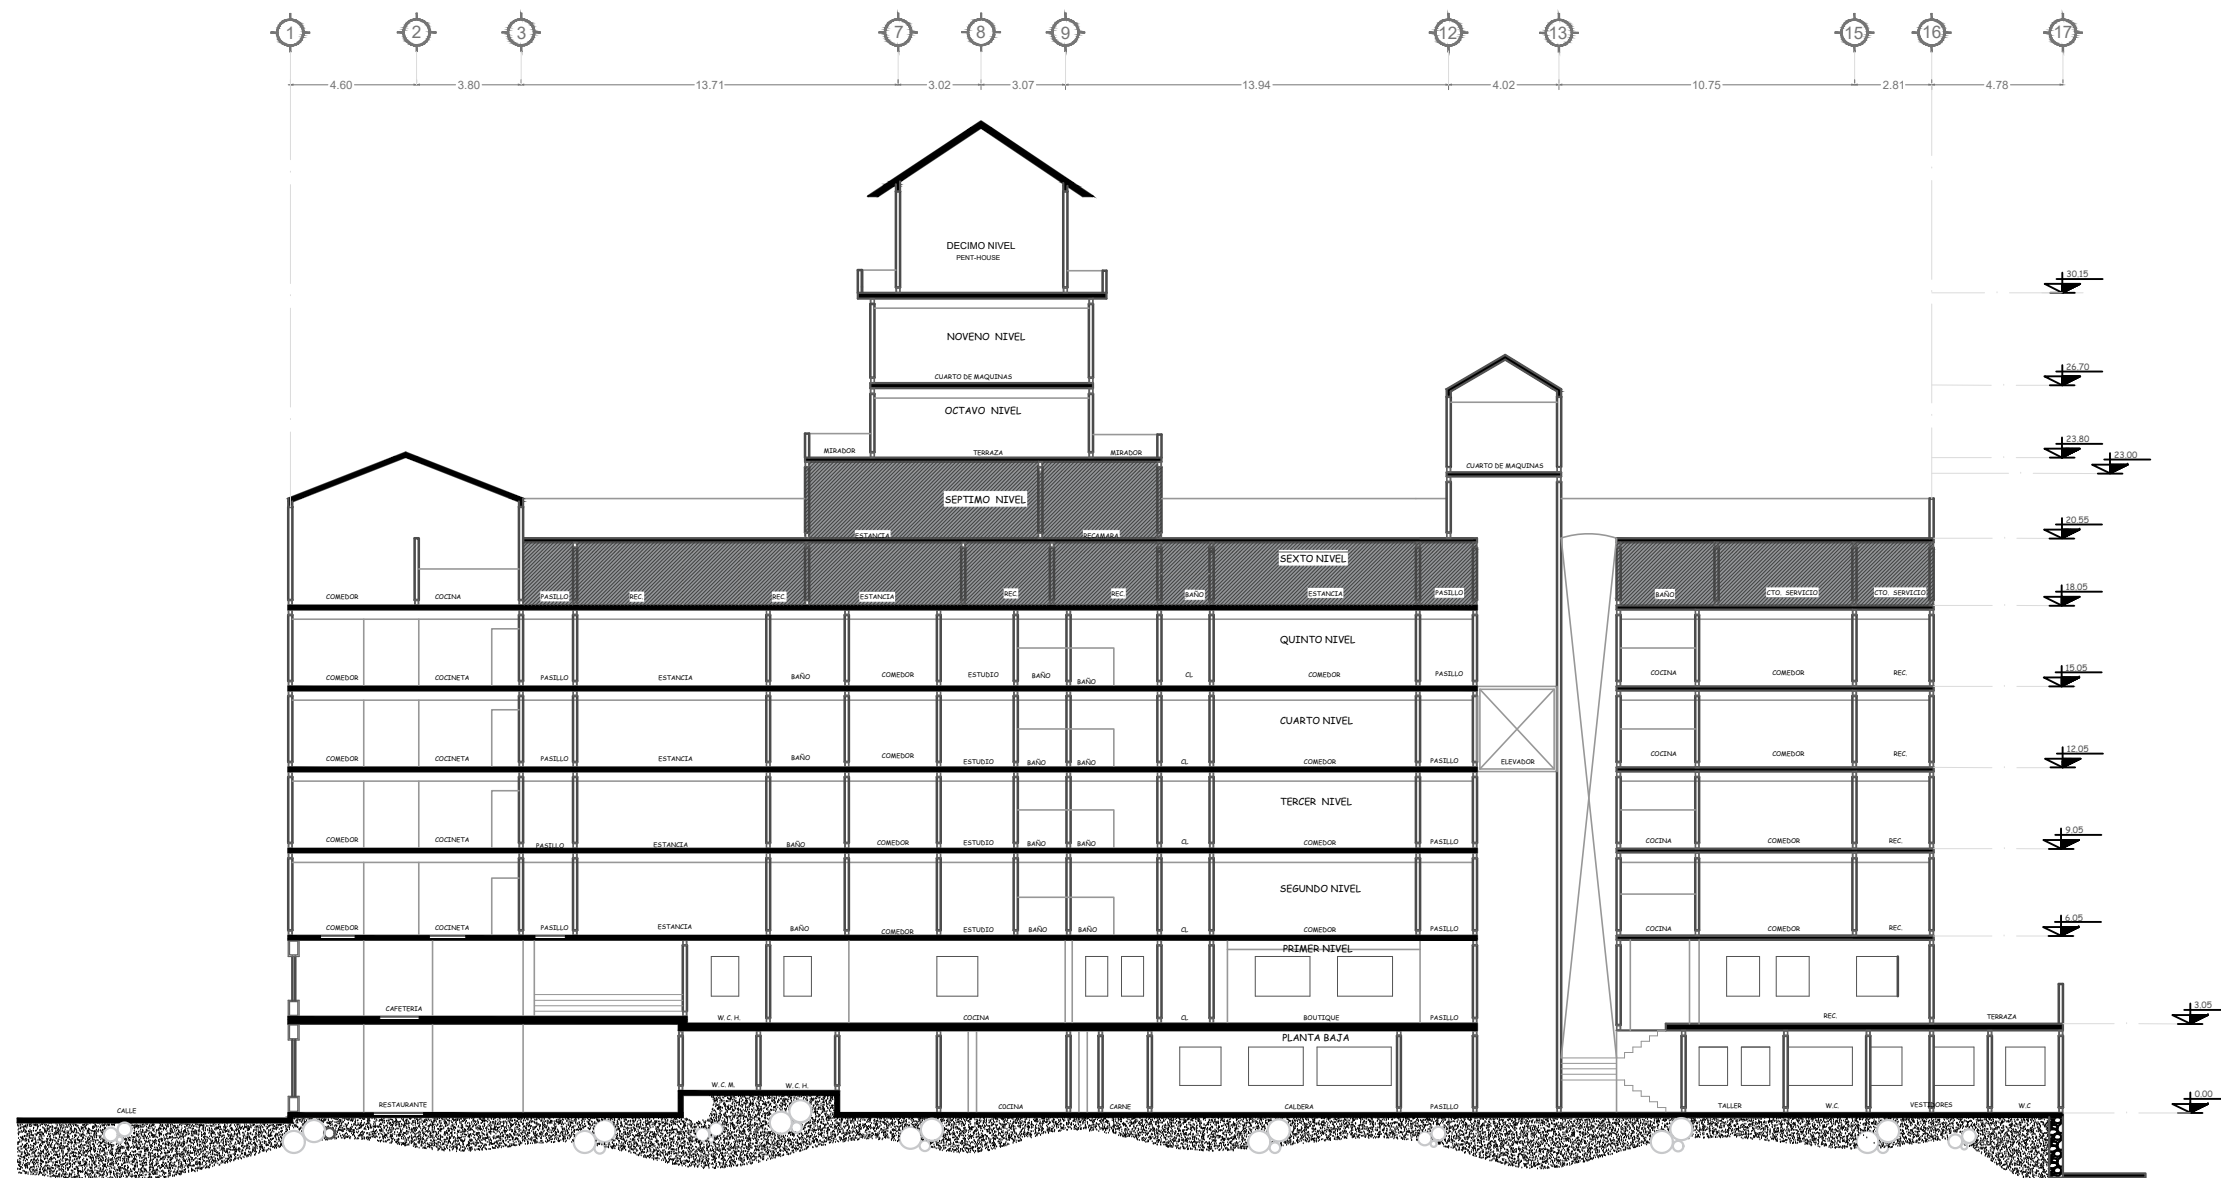 1 2 3 7 8 9 12 13 15 16 17
4.60 3.80 13.71 3.02 3.07 13.94 4.02 10.75 2.81 4.78
DECIMO NIVEL
PENT-HOUSE
30.15
NOVENO NIVEL
26.70
CUARTO DE MAQUINAS
OCTAVO NIVEL
23.80
MIRADOR TERRAZA MIRADOR
23.00
CUARTO DE MAQUINAS
SEPTIMO NIVEL
20.55
ESTANCIA RECAMARA
SEXTO NIVEL
18.05
COMEDOR COCINA PASILLO REC. REC. ESTANCIA REC. REC. BAÑO ESTANCIA PASILLO BAÑO CTO. SERVICIO CTO. SERVICIO
QUINTO NIVEL
15.05
COMEDOR COCINETA PASILLO ESTANCIA BAÑO COMEDOR ESTUDIO BAÑO BAÑO CL COMEDOR PASILLO COCINA COMEDOR REC.
CUARTO NIVEL
12.05
COMEDOR COCINETA PASILLO ESTANCIA BAÑO COMEDOR ESTUDIO BAÑO BAÑO CL COMEDOR PASILLO ELEVADOR COCINA COMEDOR REC.
TERCER NIVEL
9.05
COMEDOR COCINETA PASILLO ESTANCIA BAÑO COMEDOR ESTUDIO BAÑO BAÑO CL COMEDOR PASILLO COCINA COMEDOR REC.
SEGUNDO NIVEL
6.05
COMEDOR COCINETA PASILLO ESTANCIA BAÑO COMEDOR ESTUDIO BAÑO BAÑO CL COMEDOR PASILLO COCINA COMEDOR REC.
PRIMER NIVEL
3.05
CAFETERIA W.C.H. COCINA CL BOUTIQUE PASILLO REC. TERRAZA
PLANTA BAJA
W.C.M. W.C.H.
0.00
CALLE RESTAURANTE COCINA CARNE CALDERA PASILLO TALLER W.C. VESTIDORES W.C